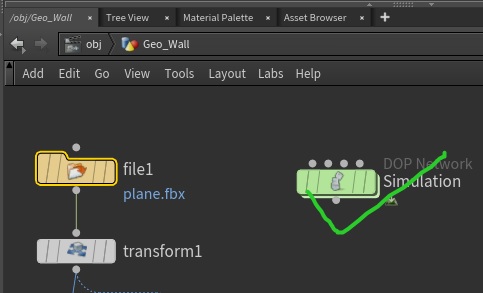 /obj/Geo_Wall × Tree View × Material Palette × Asset Browser ×
obj Geo_Wall
Add Edit Go View Tools Layout Labs Help
file1
plane.fbx
DOP Network
Simulation
transform1